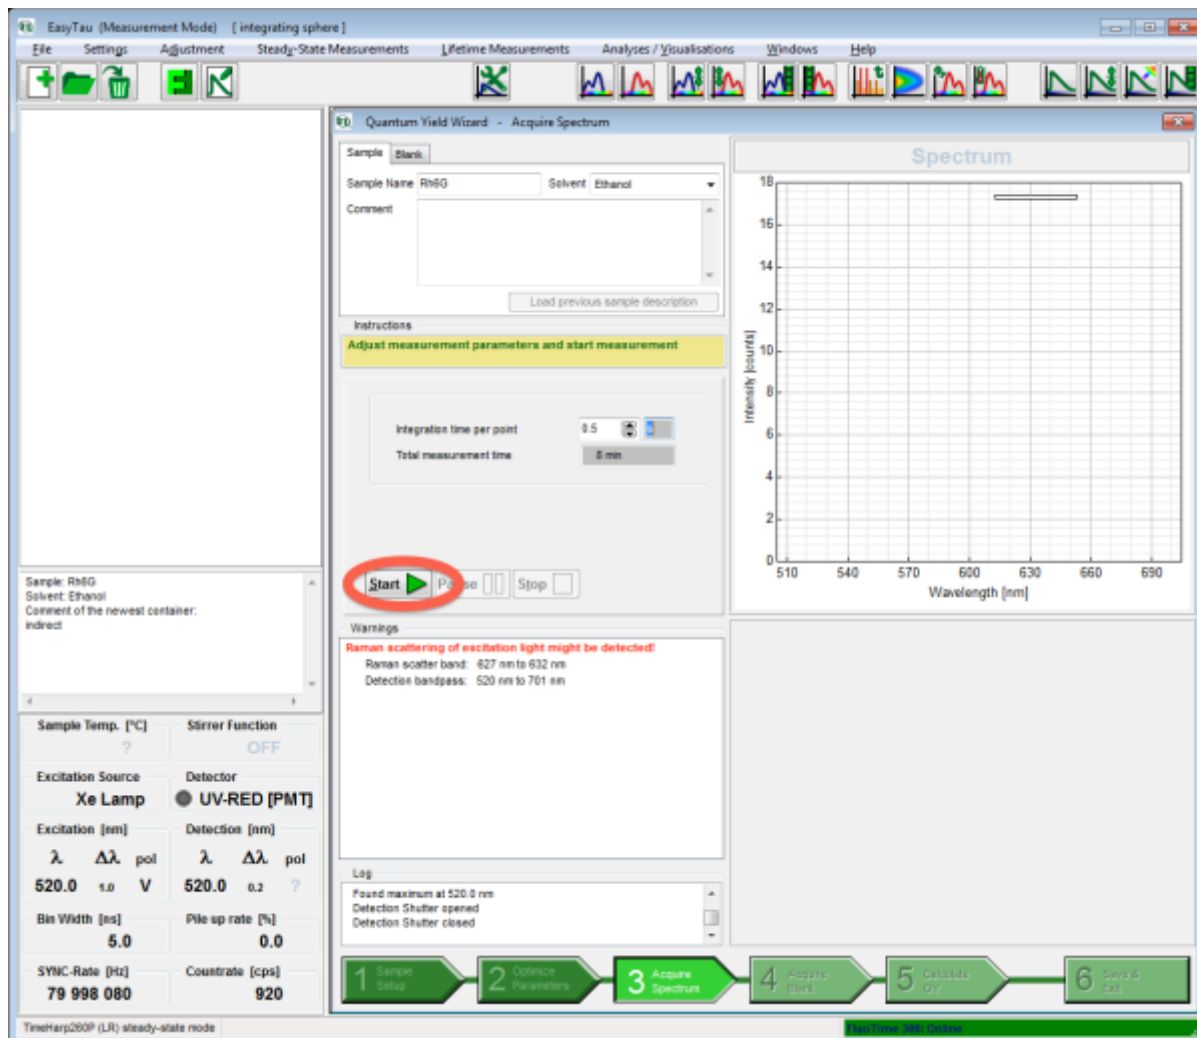 EasyTau (Measurement Mode) [ integrating sphere ]
File Settings Adjustment Steady-State Measurements Lifetime Measurements Analyses / Visualisations Windows Help
Quantum Yield Wizard - Acquire Spectrum
Sample Blank
Sample Name Rh6G Solvent Ethanol
Comment
Load previous sample description
Instructions
Adjust measurement parameters and start measurement
Integration time per point 0.5 s
Total measurement time 8 min
Start Pause Stop
Warnings
Raman scattering of excitation light might be detected!
Raman scatter band: 627 nm to 632 nm
Detection bandpass: 520 nm to 701 nm
Log
Found maximum at 520.0 nm
Detection Shutter opened
Detection Shutter closed
Spectrum
18
16
14
12
10
8
6
4
2
0
Intensity [counts]
510 540 570 600 630 660 690
Wavelength [nm]
Sample: Rh6G
Solvent: Ethanol
Comment of the newest container:
indirect
Sample Temp. [°C] Stirrer Function
? OFF
Excitation Source Detector
Xe Lamp UV-RED [PMT]
Excitation [nm] Detection [nm]
λ Δλ pol λ Δλ pol
520.0 1.0 V 520.0 0.2 ?
Bin Width [ns] Pile up rate [%]
5.0 0.0
SYNC-Rate [Hz] Countrate [cps]
79 998 080 920
1 Sample Setup
2 Optimize Parameters
3 Acquire Spectrum
4 Acquire Blank
5 Calculate QY
6 Save & Exit
TimeHarp260P (LR) steady-state mode
FluoTime 300: Online